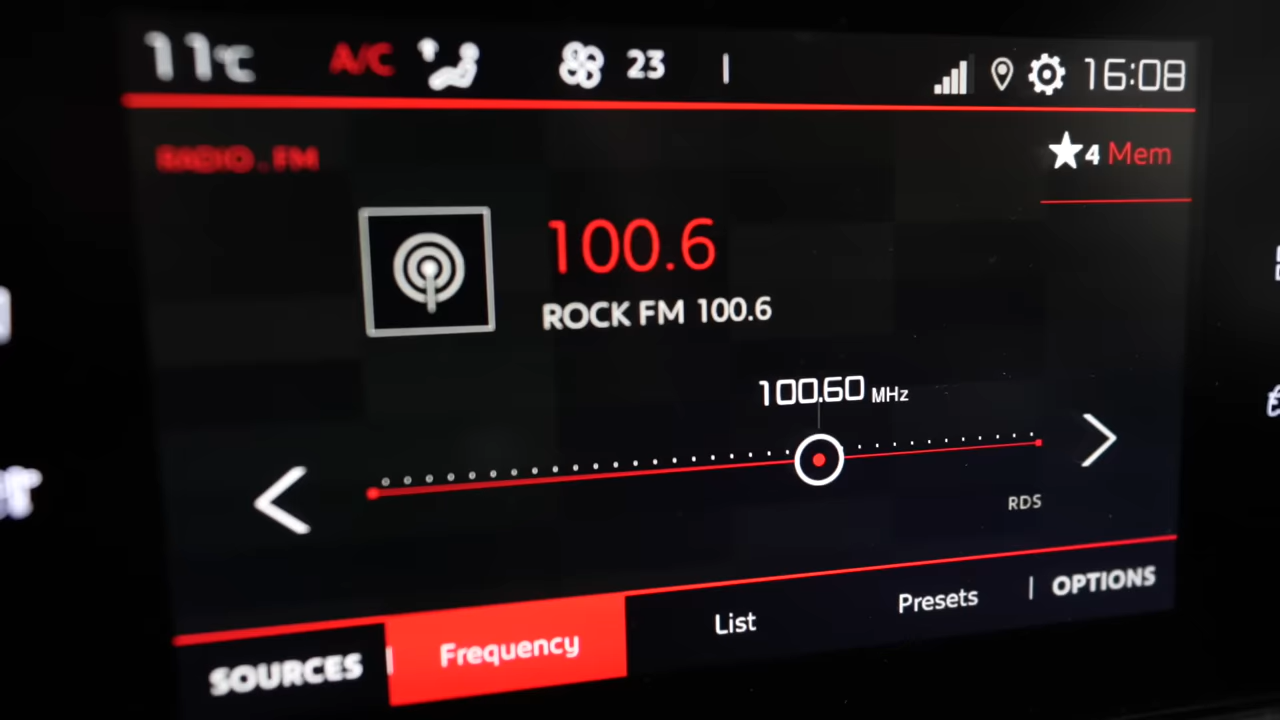 11°C A/C 23 16:08
RADIO . FM
4 Mem
100.6
ROCK FM 100.6
100.60 MHz
RDS
SOURCES Frequency List Presets OPTIONS